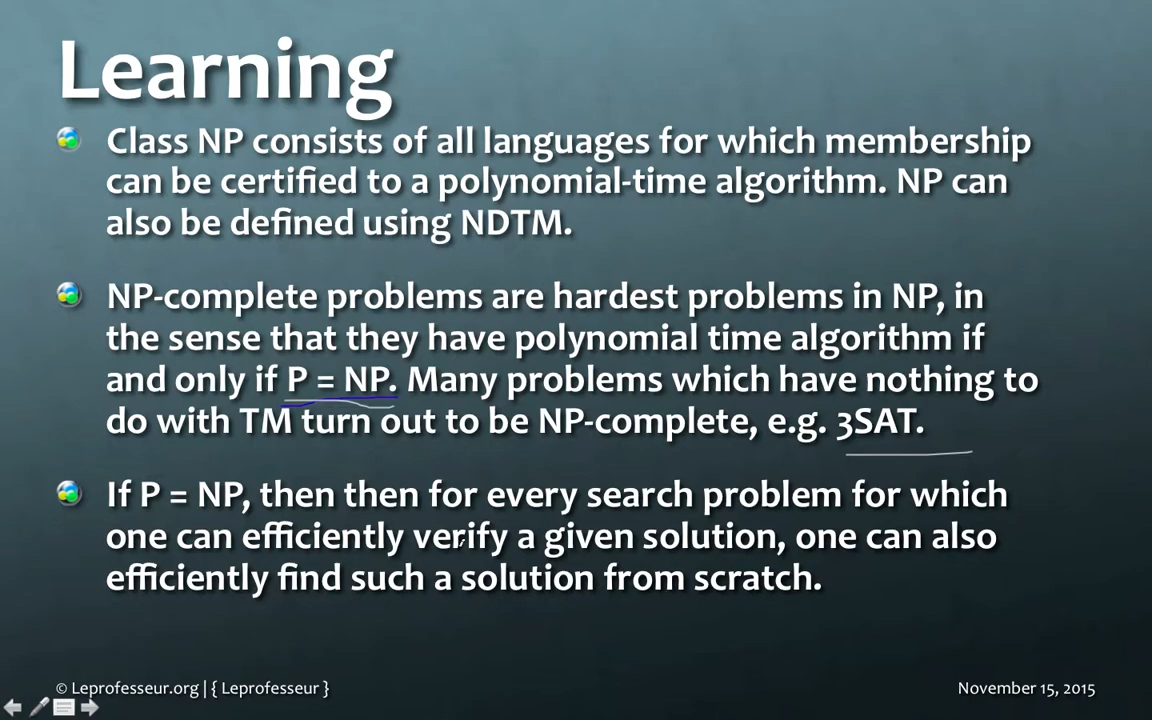 Learning
Class NP consists of all languages for which membership
can be certified to a polynomial-time algorithm. NP can
also be defined using NDTM.
NP-complete problems are hardest problems in NP, in
the sense that they have polynomial time algorithm if
and only if P = NP. Many problems which have nothing to
do with TM turn out to be NP-complete, e.g. 3SAT.
If P = NP, then then for every search problem for which
one can efficiently verify a given solution, one can also
efficiently find such a solution from scratch.
© Leprofesseur.org | { Leprofesseur }
November 15, 2015